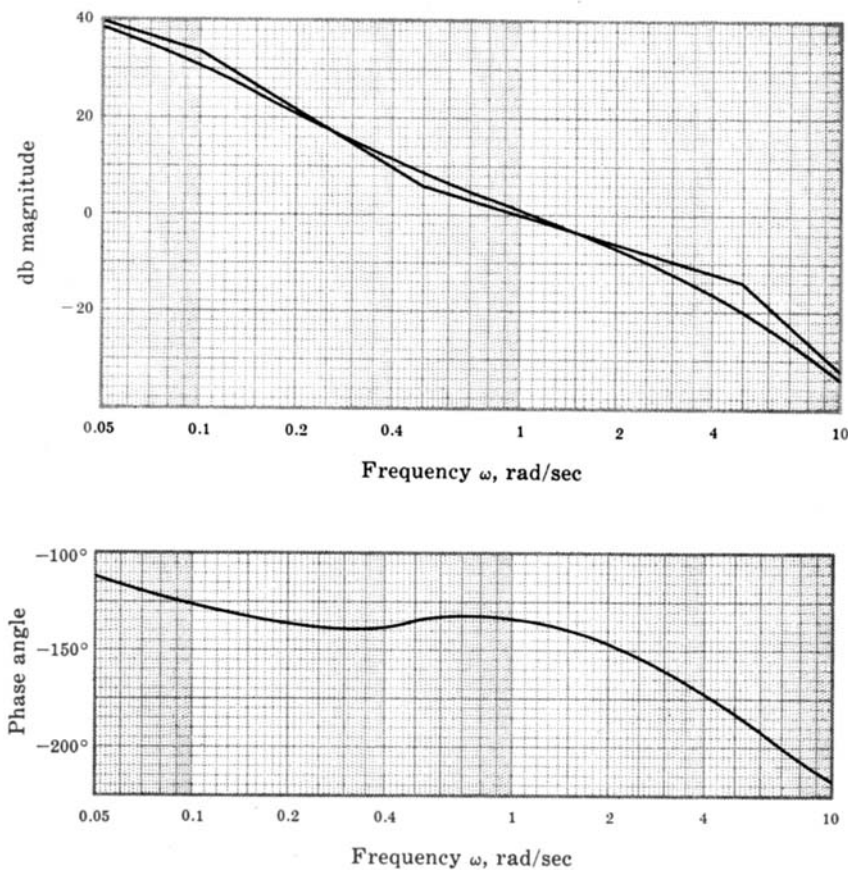 40
20
0
−20
db magnitude
0.05 0.1 0.2 0.4 1 2 4 10
Frequency ω, rad/sec
−100°
−150°
−200°
Phase angle
0.05 0.1 0.2 0.4 1 2 4 10
Frequency ω, rad/sec